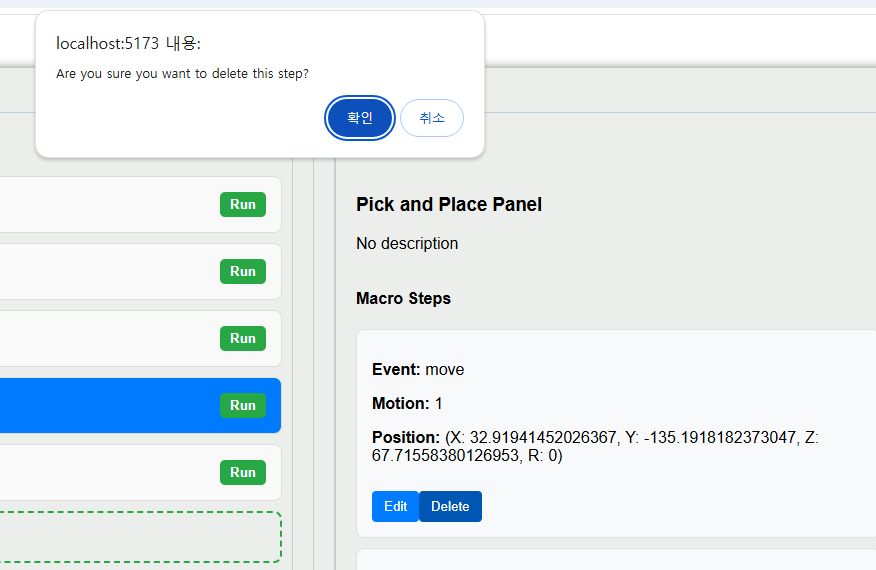 localhost:5173 내용:
Are you sure you want to delete this step?
확인 취소
Run
Run
Run
Run
Run
Pick and Place Panel
No description
Macro Steps
Event: move
Motion: 1
Position: (X: 32.91941452026367, Y: -135.1918182373047, Z:
67.71558380126953, R: 0)
Edit Delete